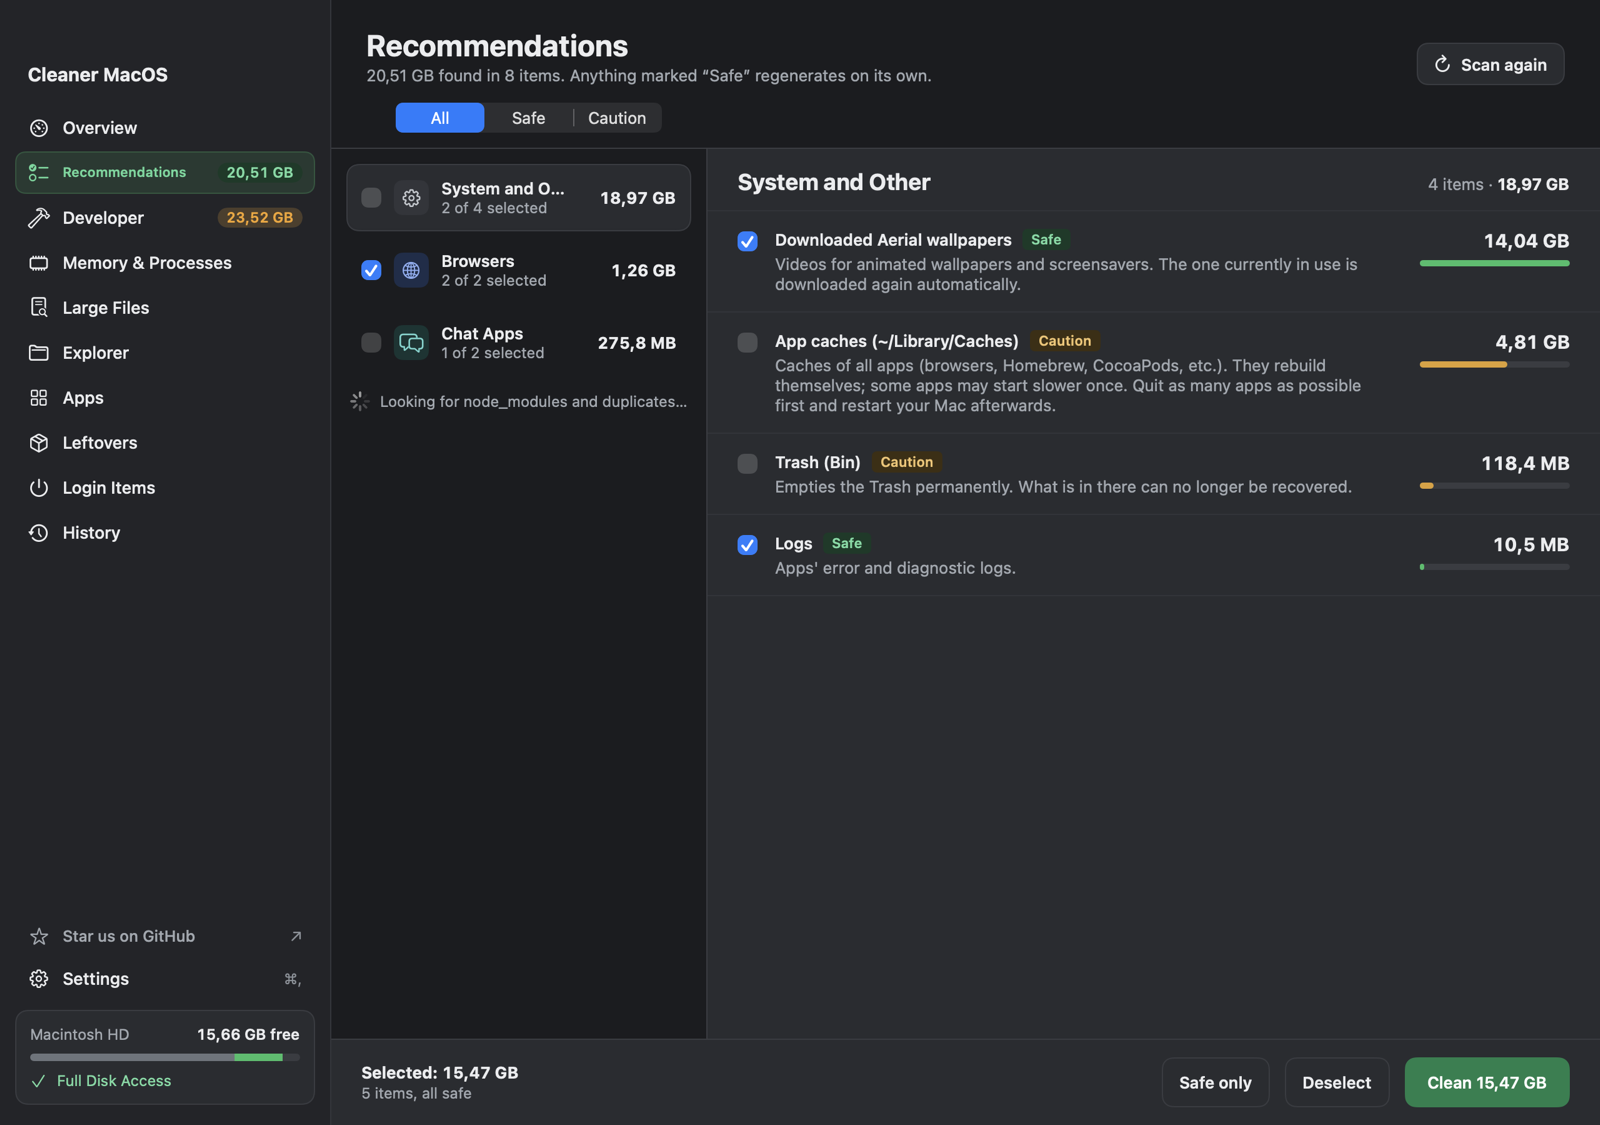 Cleaner MacOS
Overview
Recommendations 20,51 GB
Developer 23,52 GB
Memory & Processes
Large Files
Explorer
Apps
Leftovers
Login Items
History
Star us on GitHub
Settings ⌘,
Macintosh HD 15,66 GB free
Full Disk Access
Recommendations
20,51 GB found in 8 items. Anything marked “Safe” regenerates on its own.
Scan again
All Safe Caution
System and O... 18,97 GB
2 of 4 selected
Browsers 1,26 GB
2 of 2 selected
Chat Apps 275,8 MB
1 of 2 selected
Looking for node_modules and duplicates...
System and Other 4 items · 18,97 GB
Downloaded Aerial wallpapers Safe 14,04 GB
Videos for animated wallpapers and screensavers. The one currently in use is
downloaded again automatically.
App caches (~/Library/Caches) Caution 4,81 GB
Caches of all apps (browsers, Homebrew, CocoaPods, etc.). They rebuild
themselves; some apps may start slower once. Quit as many apps as possible
first and restart your Mac afterwards.
Trash (Bin) Caution 118,4 MB
Empties the Trash permanently. What is in there can no longer be recovered.
Logs Safe 10,5 MB
Apps' error and diagnostic logs.
Selected: 15,47 GB
5 items, all safe
Safe only Deselect Clean 15,47 GB